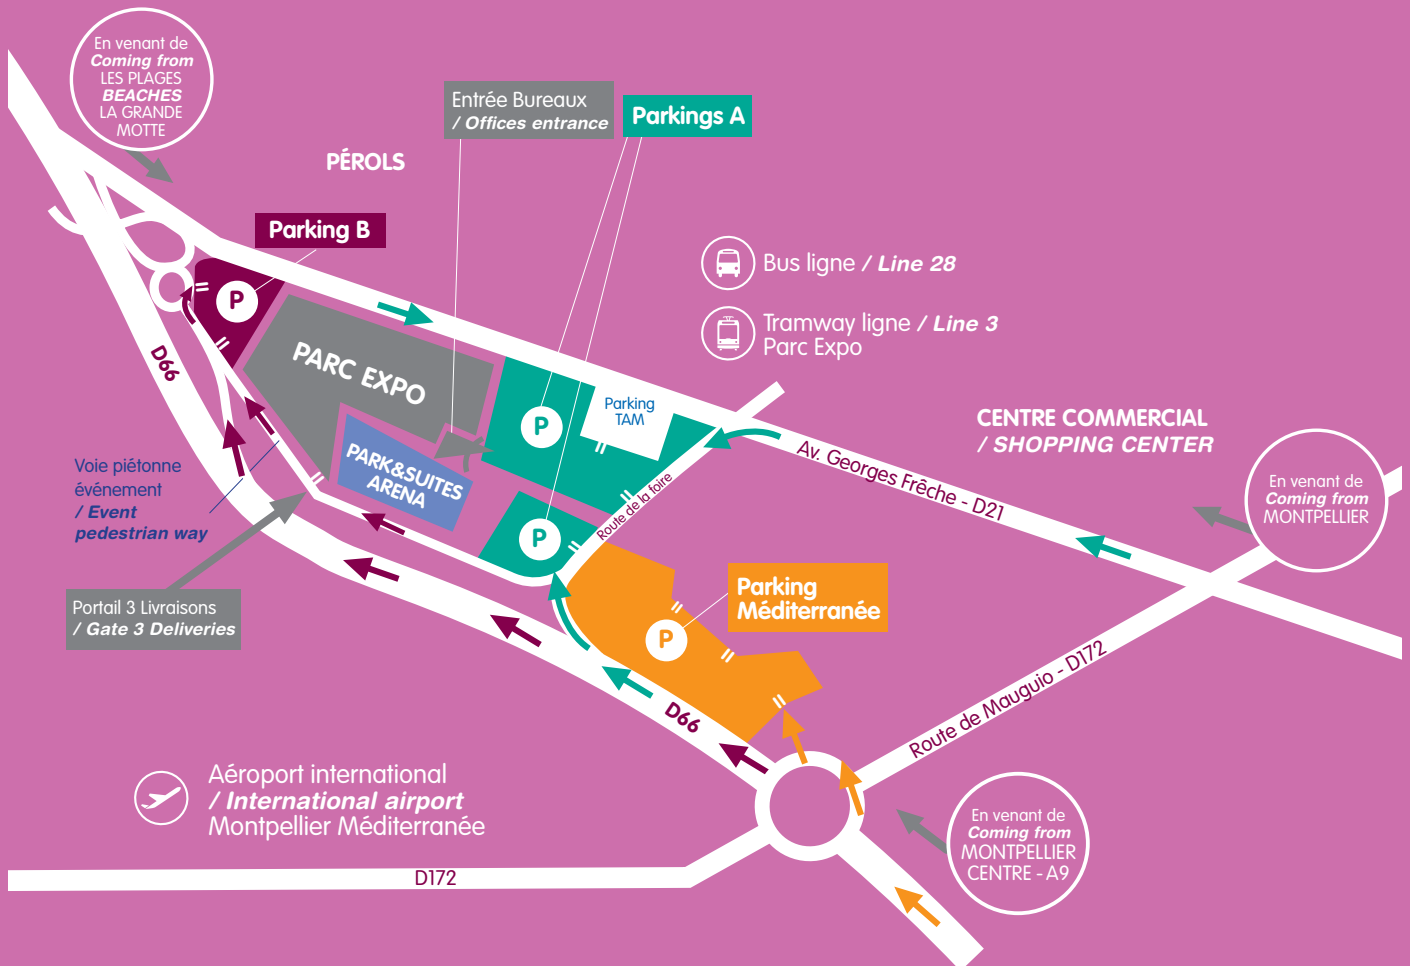 En venant de
Coming from
LES PLAGES
BEACHES
LA GRANDE
MOTTE
Entrée Bureaux
/ Offices entrance
Parkings A
PÉROLS
Parking B
P
Bus ligne / Line 28
Tramway ligne / Line 3
Parc Expo
D66
PARC EXPO
Parking
TAM
P
CENTRE COMMERCIAL
/ SHOPPING CENTER
Av. Georges Frêche - D21
PARK&SUITES
ARENA
Voie piétonne
événement
/ Event
pedestrian way
Route de la foire
En venant de
Coming from
MONTPELLIER
P
Portail 3 Livraisons
/ Gate 3 Deliveries
Parking
Méditerranée
P
D66
Route de Mauguio - D172
Aéroport international
/ International airport
Montpellier Méditerranée
En venant de
Coming from
MONTPELLIER
CENTRE - A9
D172